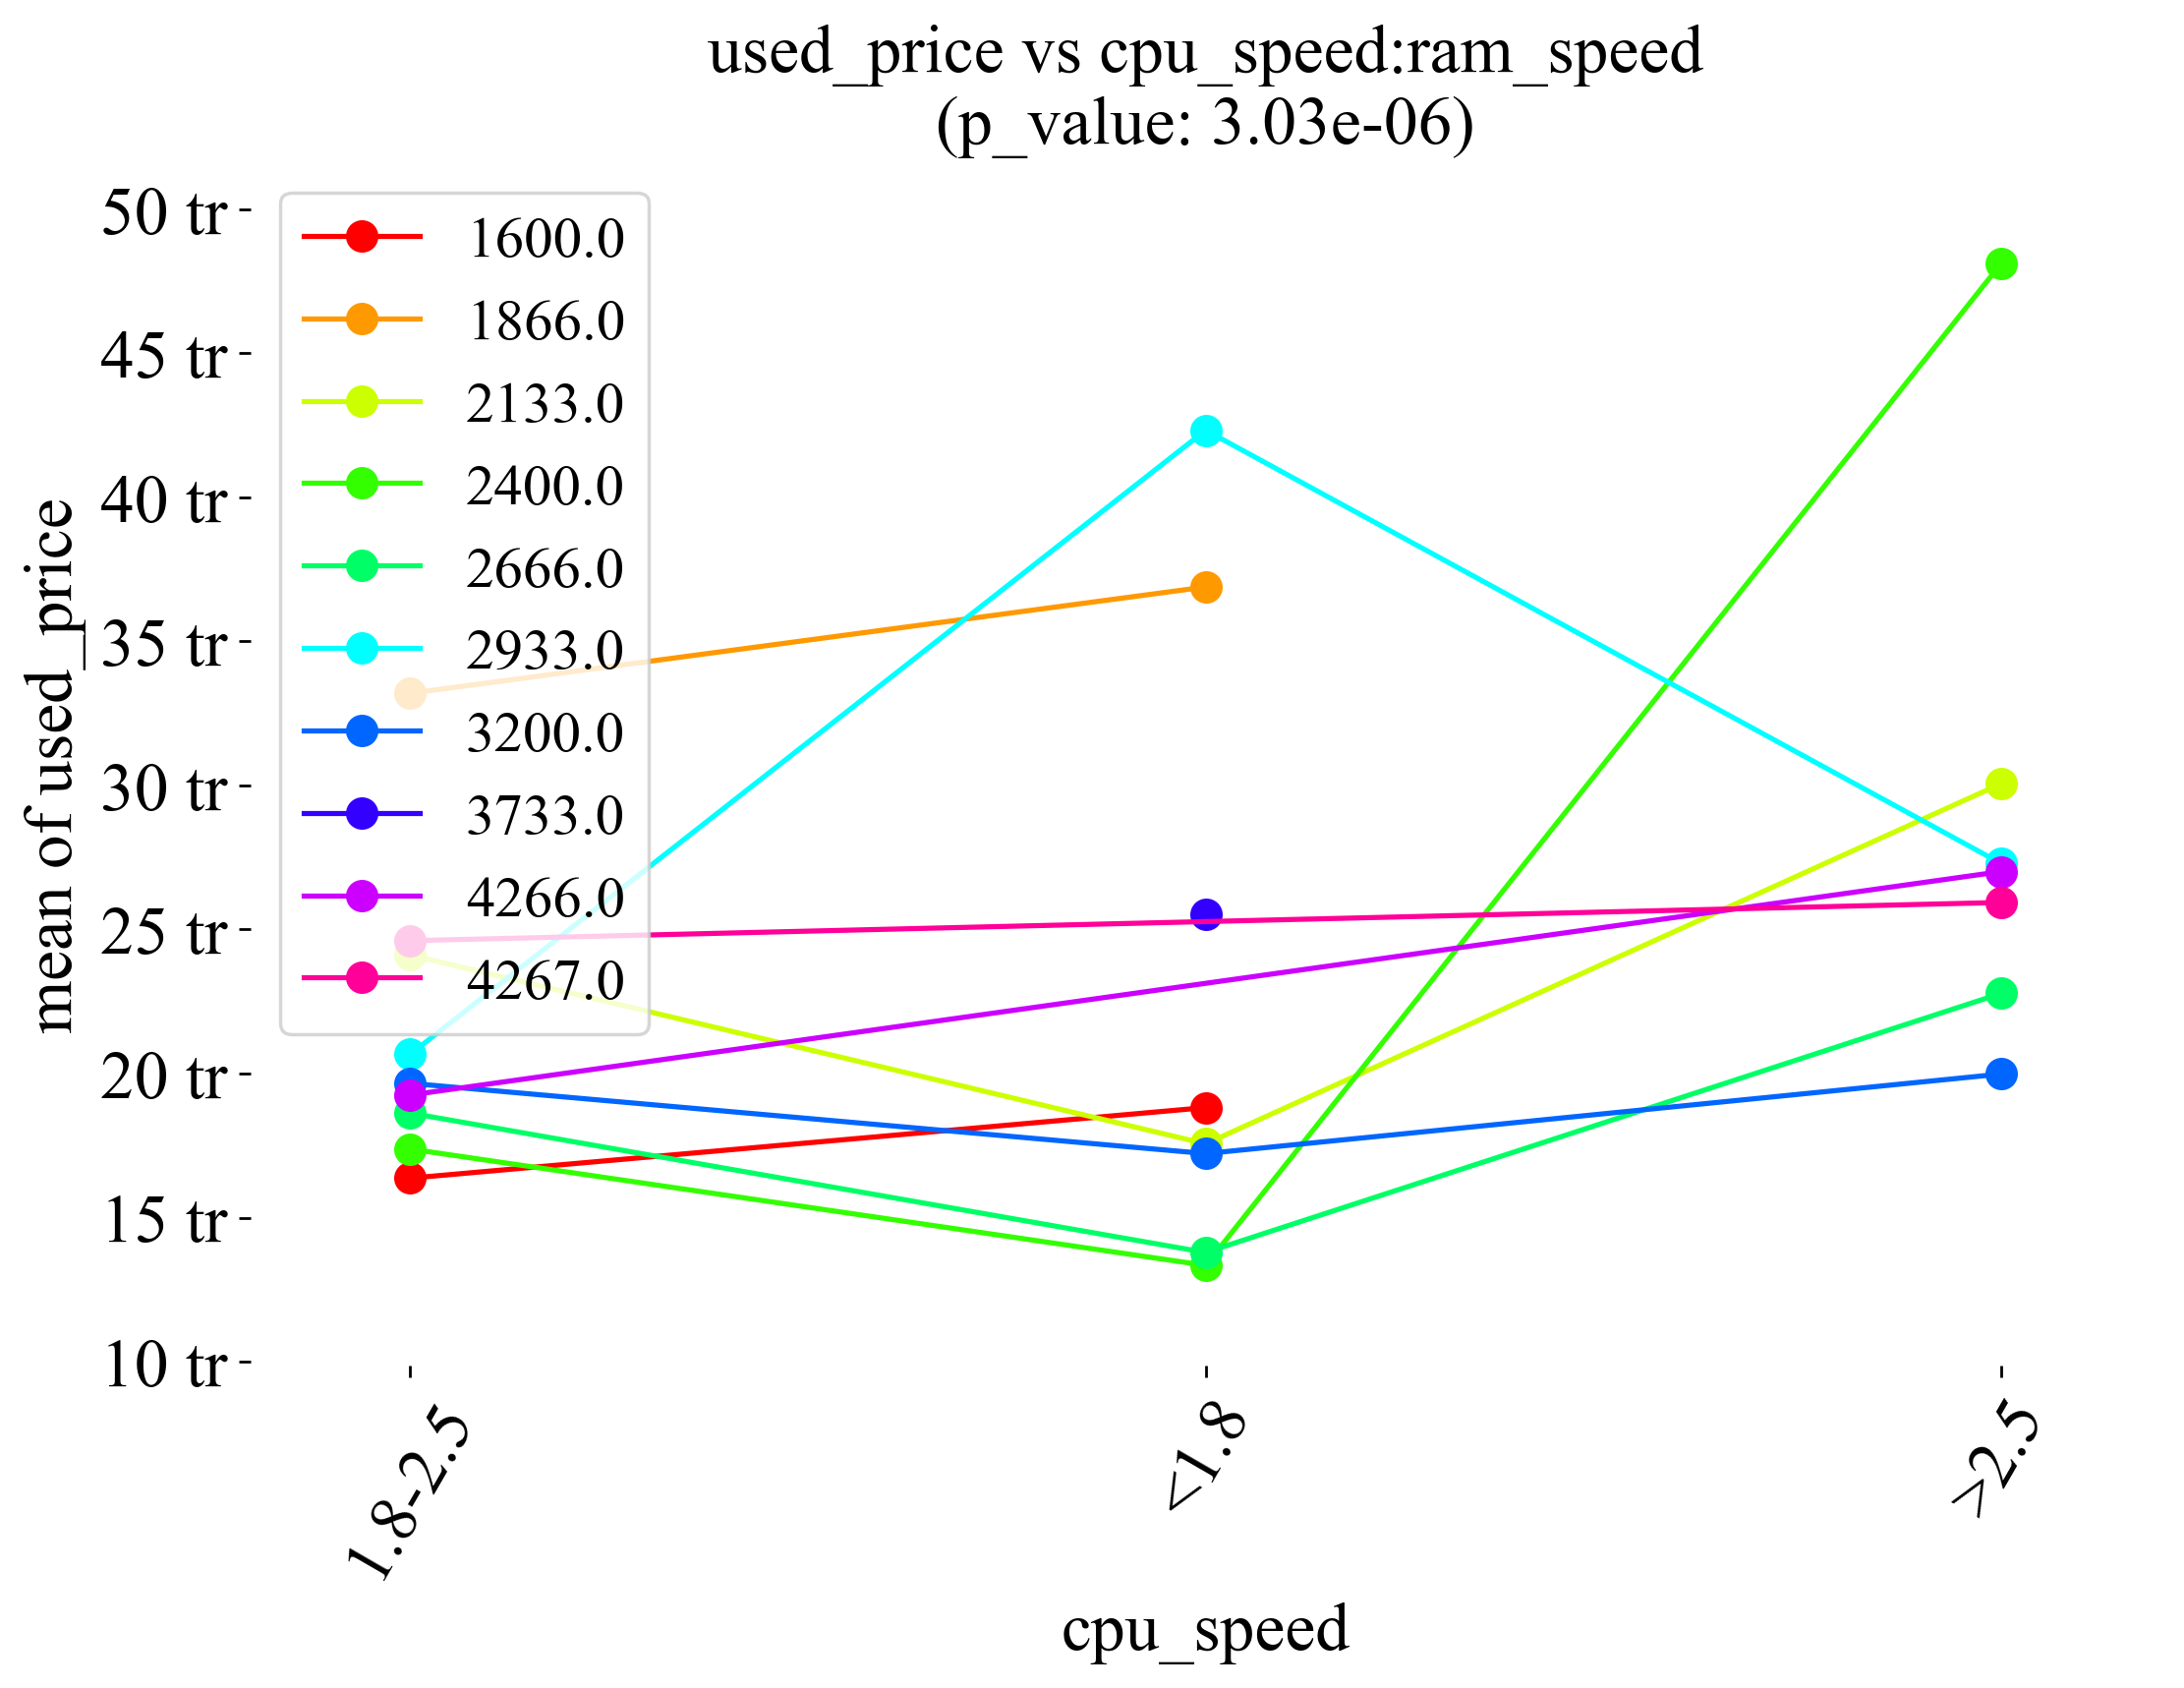 used_price vs cpu_speed:ram_speed
(p_value: 3.03e-06)
mean of used_price
50 tr
45 tr
40 tr
35 tr
30 tr
25 tr
20 tr
15 tr
10 tr
1600.0
1866.0
2133.0
2400.0
2666.0
2933.0
3200.0
3733.0
4266.0
4267.0
1.8-2.5
<1.8
>2.5
cpu_speed